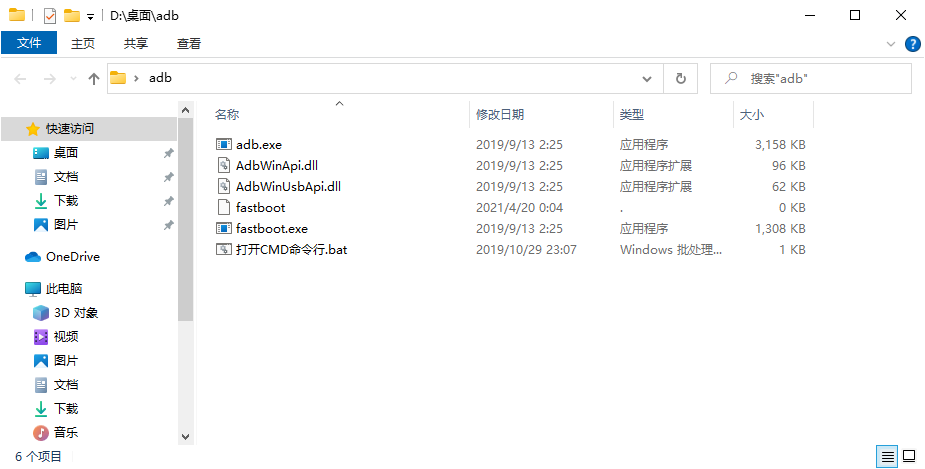 D:\桌面\adb
文件 主页 共享 查看
adb 搜索"adb"
名称 修改日期 类型 大小
快速访问
桌面
文档
下载
图片
OneDrive
此电脑
3D 对象
视频
图片
文档
下载
音乐
adb.exe 2019/9/13 2:25 应用程序 3,158 KB
AdbWinApi.dll 2019/9/13 2:25 应用程序扩展 96 KB
AdbWinUsbApi.dll 2019/9/13 2:25 应用程序扩展 62 KB
fastboot 2021/4/20 0:04 . 0 KB
fastboot.exe 2019/9/13 2:25 应用程序 1,308 KB
打开CMD命令行.bat 2019/10/29 23:07 Windows 批处理... 1 KB
6 个项目